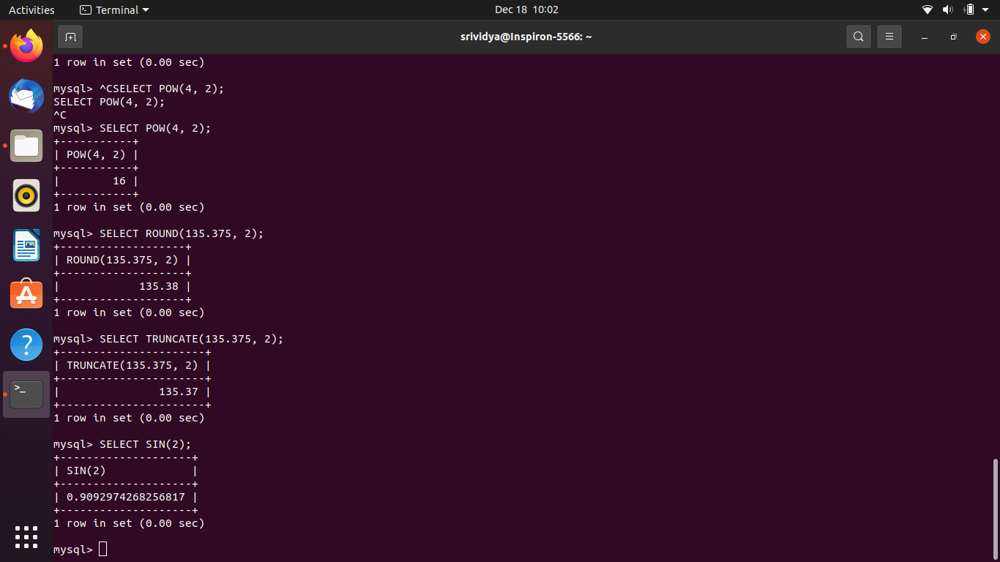 Activities Terminal Dec 18 10:02
srividya@Inspiron-5566: ~
1 row in set (0.00 sec)

mysql> ^CSELECT POW(4, 2);
SELECT POW(4, 2);
^C
mysql> SELECT POW(4, 2);
+-----------+
| POW(4, 2) |
+-----------+
|        16 |
+-----------+
1 row in set (0.00 sec)

mysql> SELECT ROUND(135.375, 2);
+-------------------+
| ROUND(135.375, 2) |
+-------------------+
|            135.38 |
+-------------------+
1 row in set (0.00 sec)

mysql> SELECT TRUNCATE(135.375, 2);
+----------------------+
| TRUNCATE(135.375, 2) |
+----------------------+
|               135.37 |
+----------------------+
1 row in set (0.00 sec)

mysql> SELECT SIN(2);
+--------------------+
| SIN(2)             |
+--------------------+
| 0.9092974268256817 |
+--------------------+
1 row in set (0.00 sec)

mysql>